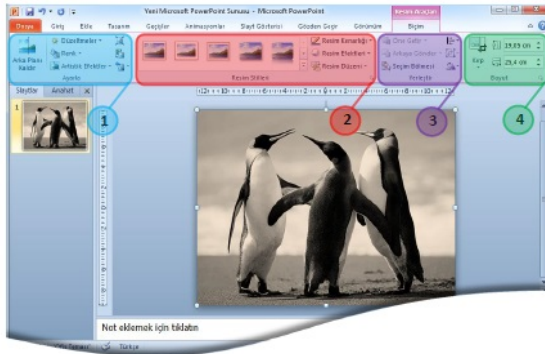 Yeni Microsoft PowerPoint Sunusu - Microsoft PowerPoint
Resim Araçları
Dosya Giriş Ekle Tasarım Geçişler Animasyonlar Slayt Gösterisi Gözden Geçir Görünüm Biçim
Arka Planı Kaldır
Düzeltmeler
Renk
Artistik Efektler
Ayarla
Resim Kenarlığı
Resim Efektleri
Resim Düzeni
Resim Stilleri
Öne Getir
Arkaya Gönder
Seçim Bölmesi
Yerleştir
Kırp
19,05 cm
25,4 cm
Boyut
1
2
3
4
Slaytlar Anahat
1
Not eklemek için tıklatın
Türkçe